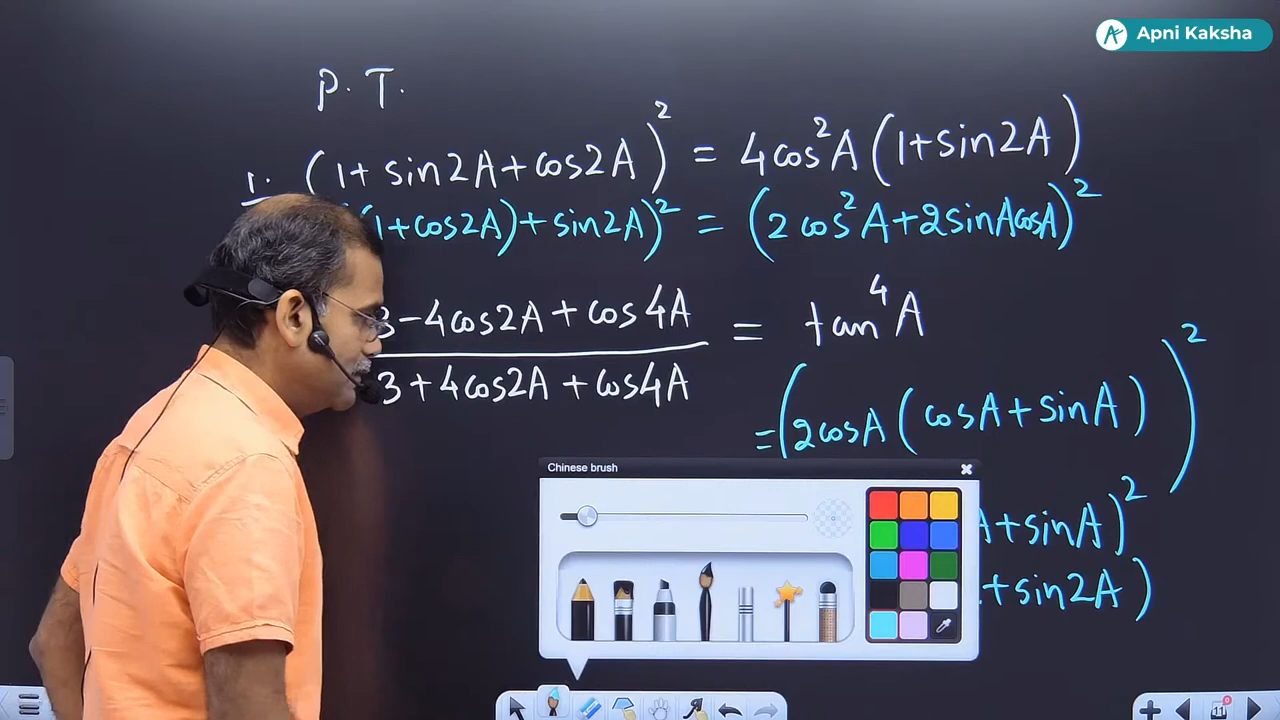 Apni Kaksha
P. T.
1. (1 + sin2A + cos2A)² = 4cos²A (1+sin2A)
(1+cos2A) + sin2A)² = (2cos²A + 2sinAcosA)²
3 - 4cos2A + cos4A = tan⁴A
3 + 4cos2A + cos4A
= (2cosA (cosA + sinA))²
Chinese brush
A + sinA)²
+ sin2A)
11